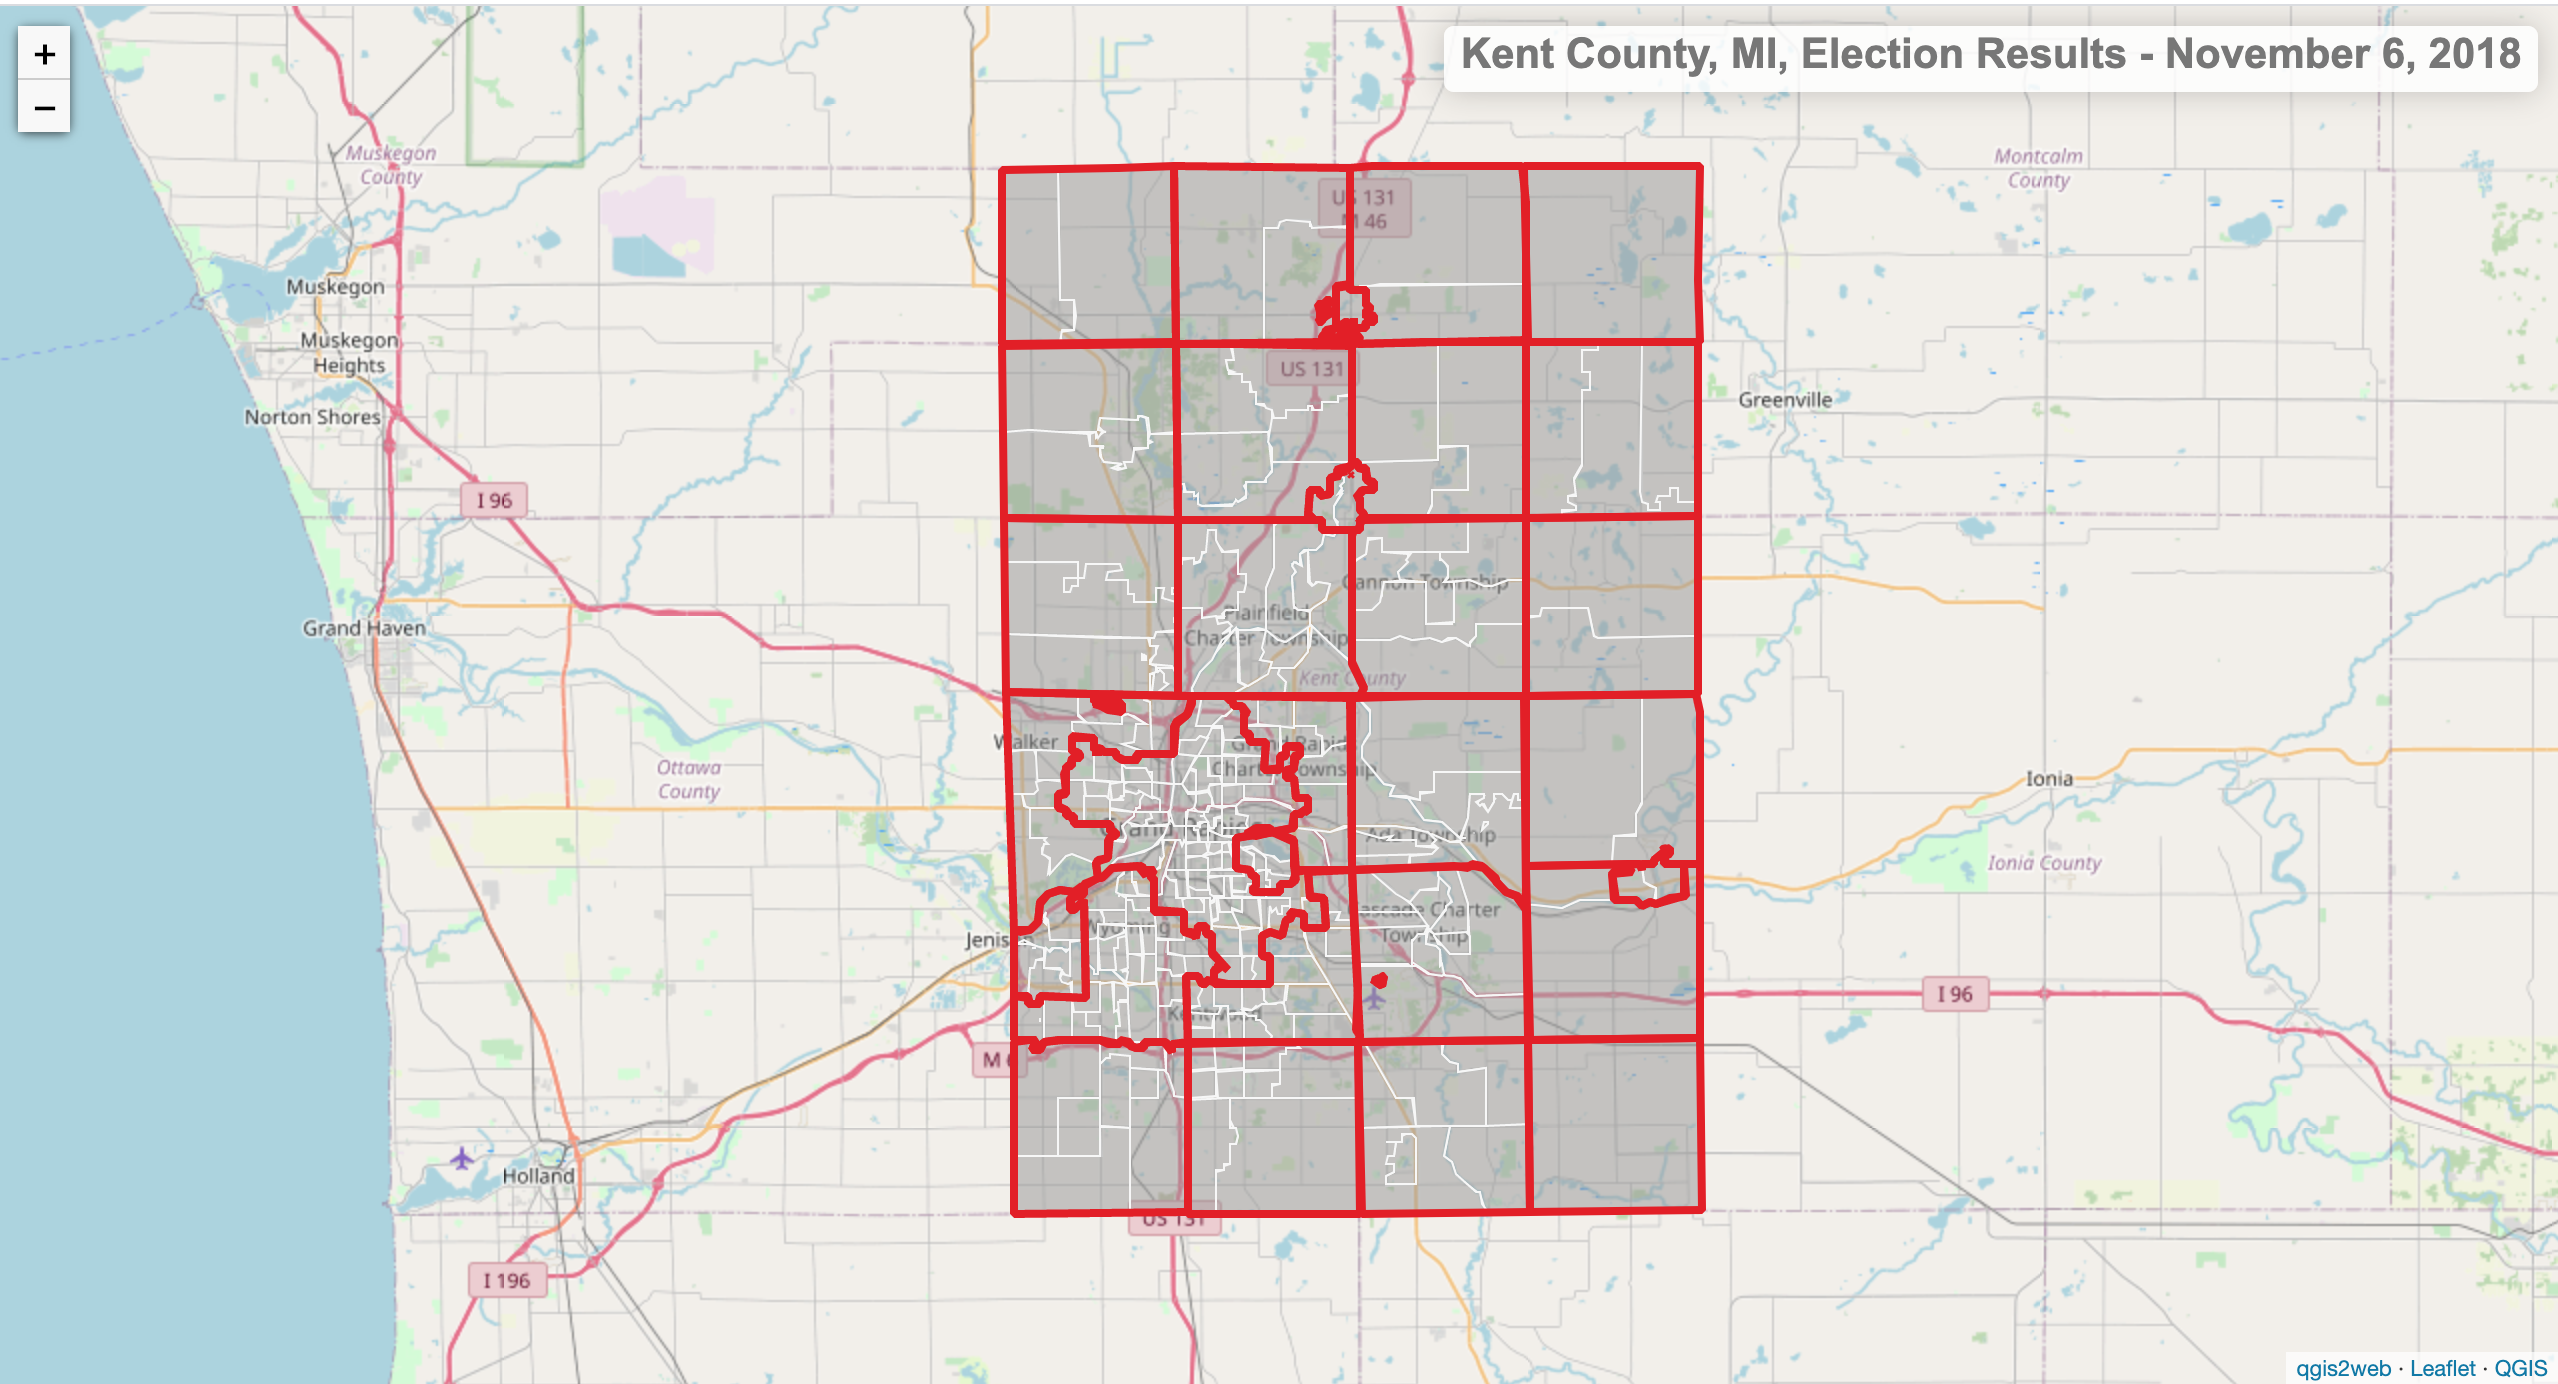 +
−
Kent County, MI, Election Results - November 6, 2018
Muskegon
County
Montcalm
County
US 131
M 46
Muskegon
Muskegon
Heights
US 131
Greenville
Norton Shores
I 96
Cannon Township
Plainfield
Charter Township
Grand Haven
Kent County
Walker
Grand Rapids
Charter Township
Ottawa
County
Ionia
Grand Rapids
Ada Township
Ionia County
Cascade Charter
Township
Wyoming
Jenison
I 96
Kentwood
M 6
Holland
US 131
I 196
qgis2web · Leaflet · QGIS